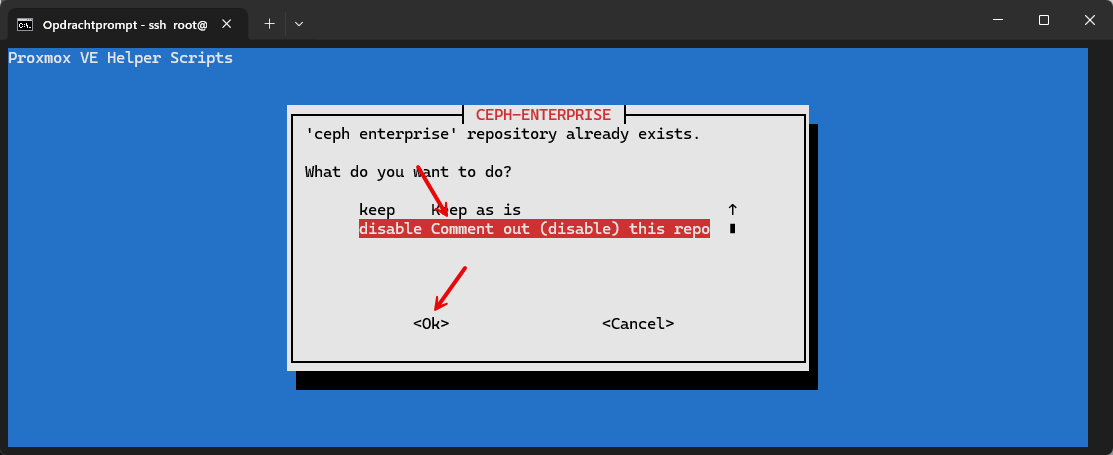 Opdrachtprompt - ssh root@
Proxmox VE Helper Scripts
CEPH-ENTERPRISE
'ceph enterprise' repository already exists.
What do you want to do?
keep Keep as is
disable Comment out (disable) this repo
<Ok> <Cancel>